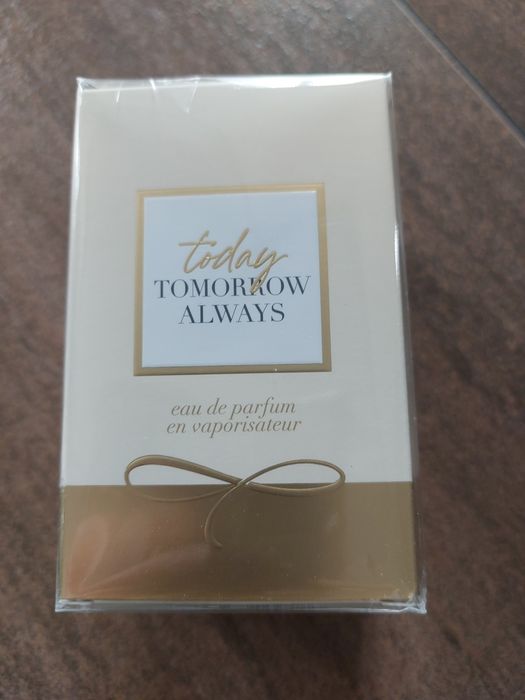 today
TOMORROW
ALWAYS
eau de parfum
en vaporisateur